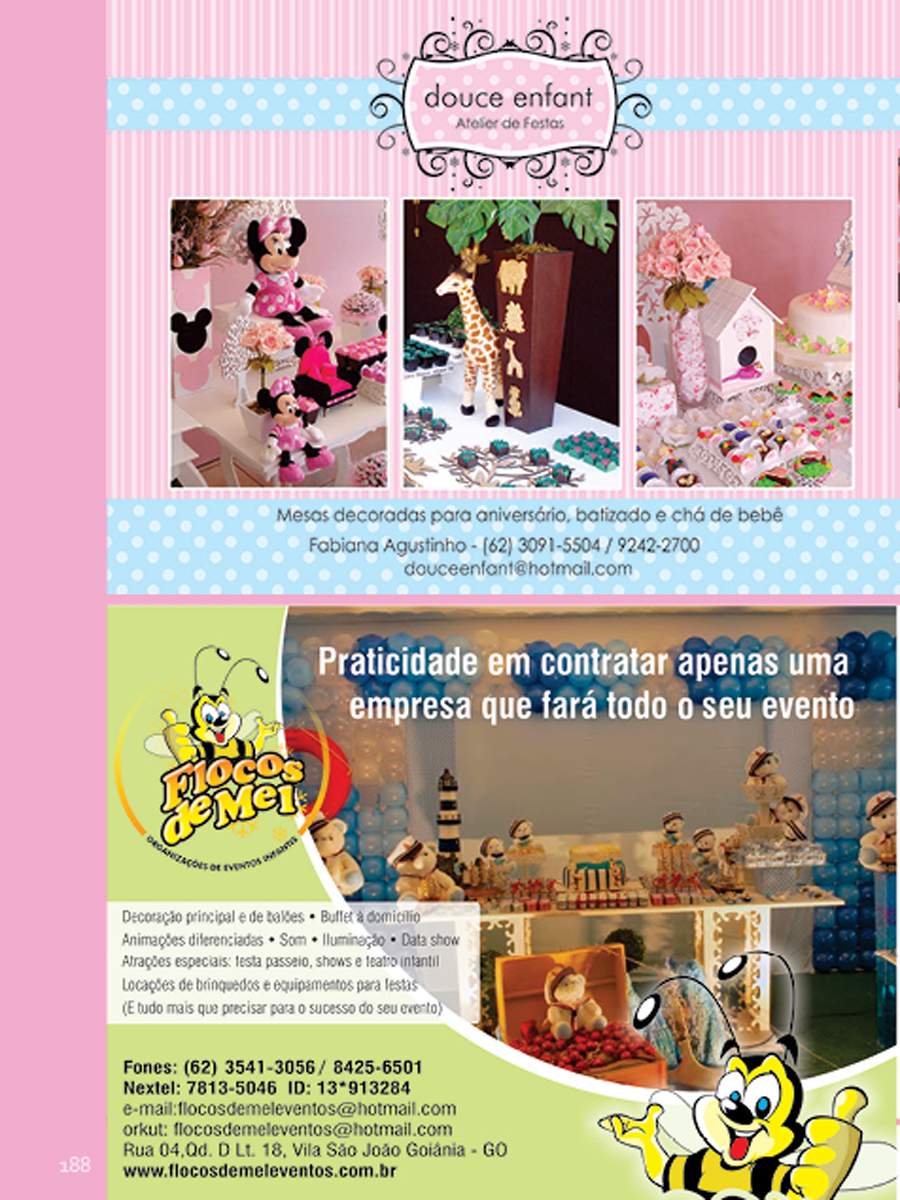 douce enfant
Atelier de Festas
Mesas decoradas para aniversário, batizado e chá de bebê
Fabiana Agustinho - (62) 3091-5504 / 9242-2700
douceenfant@hotmail.com
Praticidade em contratar apenas uma
empresa que fará todo o seu evento
Flocos
de Mel
ORGANIZAÇÕES DE EVENTOS INFANTIS
Decoração principal e de balões • Buffet à domicílio
Animações diferenciadas • Som • Iluminação • Data show
Atrações especiais: festa passeio, shows e teatro infantil
Locações de brinquedos e equipamentos para festas
(E tudo mais que precisar para o sucesso do seu evento)
Fones: (62) 3541-3056 / 8425-6501
Nextel: 7813-5046 ID: 13*913284
e-mail:flocosdemeleventos@hotmail.com
orkut: flocosdemeleventos@hotmail.com
Rua 04,Qd. D Lt. 18, Vila São João Goiânia - GO
www.flocosdemeleventos.com.br
188